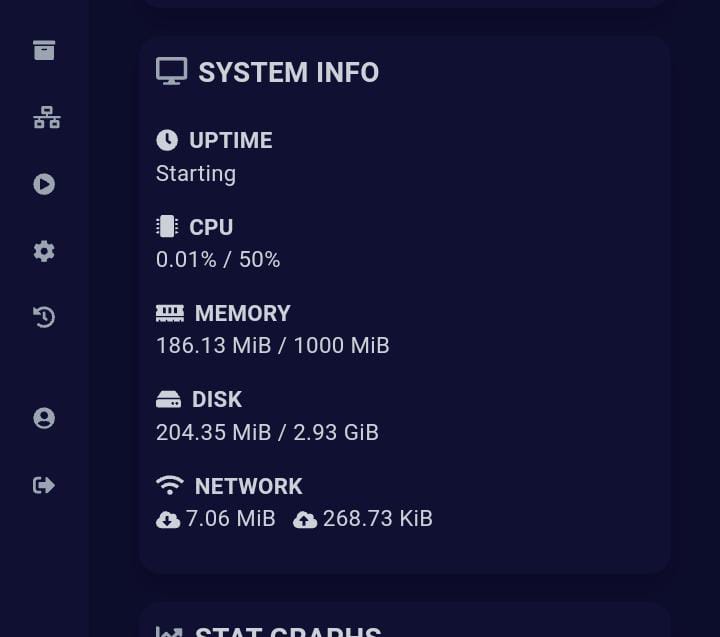 SYSTEM INFO
UPTIME
Starting
CPU
0.01% / 50%
MEMORY
186.13 MiB / 1000 MiB
DISK
204.35 MiB / 2.93 GiB
NETWORK
7.06 MiB 268.73 KiB
STAT GRAPHS